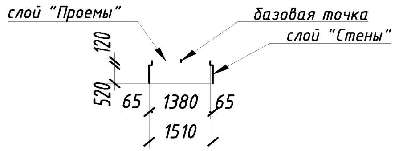 слой "Проемы"
базовая точка
слой "Стены"
120
520
65 1380 65
1510